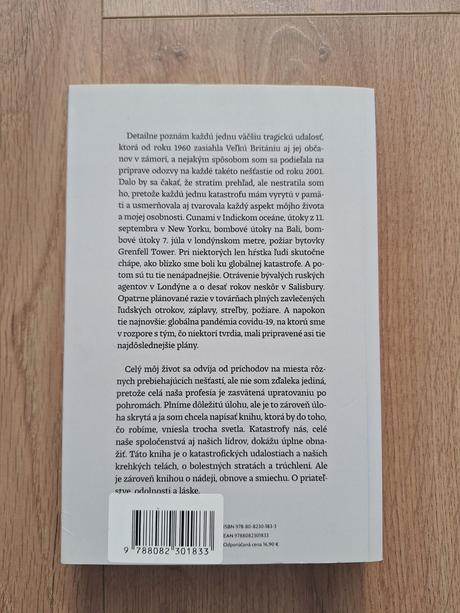 Detailne poznám každú jednu väčšiu tragickú udalosť,
ktorá od roku 1960 zasiahla Veľkú Britániu aj jej obča-
nov v zámorí, a nejakým spôsobom som sa podieľala na
príprave odozvy na každé takéto nešťastie od roku 2001.
Dalo by sa čakať, že stratím prehľad, ale nestratila som
ho, pretože každú jednu katastrofu mám vyrytú v pamä-
ti a usmerňovala aj tvarovala každý aspekt môjho života
a mojej osobnosti. Cunami v Indickom oceáne, útoky z 11.
septembra v New Yorku, bombové útoky na Bali, bom-
bové útoky 7. júla v londýnskom metre, požiar bytovky
Grenfell Tower. Pri niektorých len hŕstka ľudí skutočne
chápe, ako blízko sme boli ku globálnej katastrofe. A po-
tom sú tu tie nenápadnejšie. Otrávenie bývalých ruských
agentov v Londýne a o desať rokov neskôr v Salisbury.
Opatrne plánované razie v továrňach plných zavlečených
ľudských otrokov, záplavy, streľby, požiare. A napokon
tie najnovšie: globálna pandémia covidu-19, na ktorú sme
v rozpore s tým, čo niektorí tvrdia, mali pripravené asi tie
najdôslednejšie plány.
Celý môj život sa odvíja od príchodov na miesta rôz-
nych prebiehajúcich nešťastí, ale nie som zďaleka jediná,
pretože celá naša profesia je zasvätená upratovaniu po
pohromách. Plníme dôležitú úlohu, ale je to zároveň úlo-
ha skrytá a ja som chcela napísať knihu, ktorá by do toho,
čo robíme, vniesla trocha svetla. Katastrofy nás, celé
naše spoločenstvá aj našich lídrov, dokážu úplne obna-
žiť. Táto kniha je o katastrofických udalostiach a našich
krehkých telách, o bolestných stratách a trúchlení. Ale
je zároveň knihou o nádeji, obnove a smiechu. O priateľ-
stve, odolnosti a láske.
ISBN 978-80-8230-183-3
EAN 9788082301833
Odporúčaná cena 16,90 €
9 788082 301833